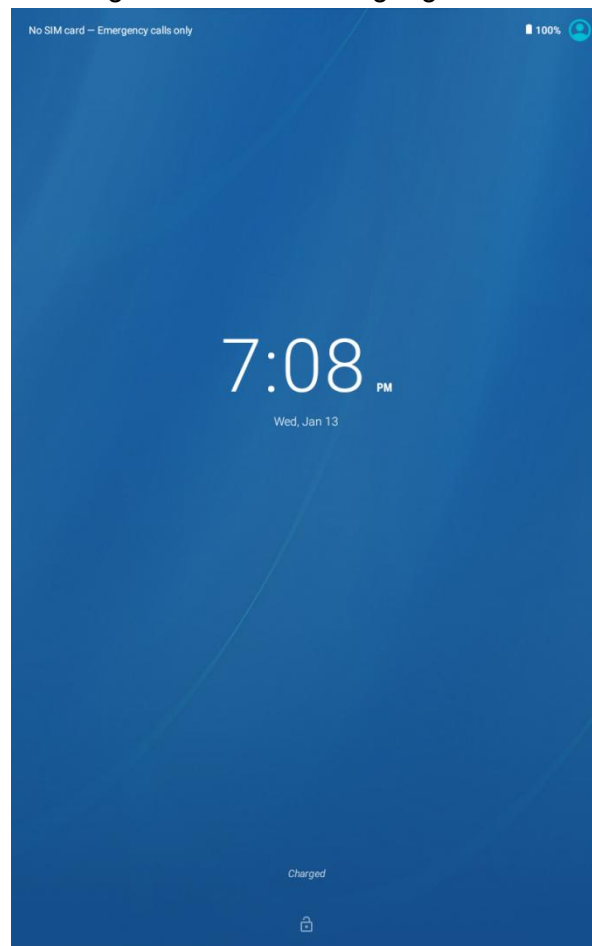 No SIM card — Emergency calls only
100%
7:08 PM
Wed, Jan 13
Charged